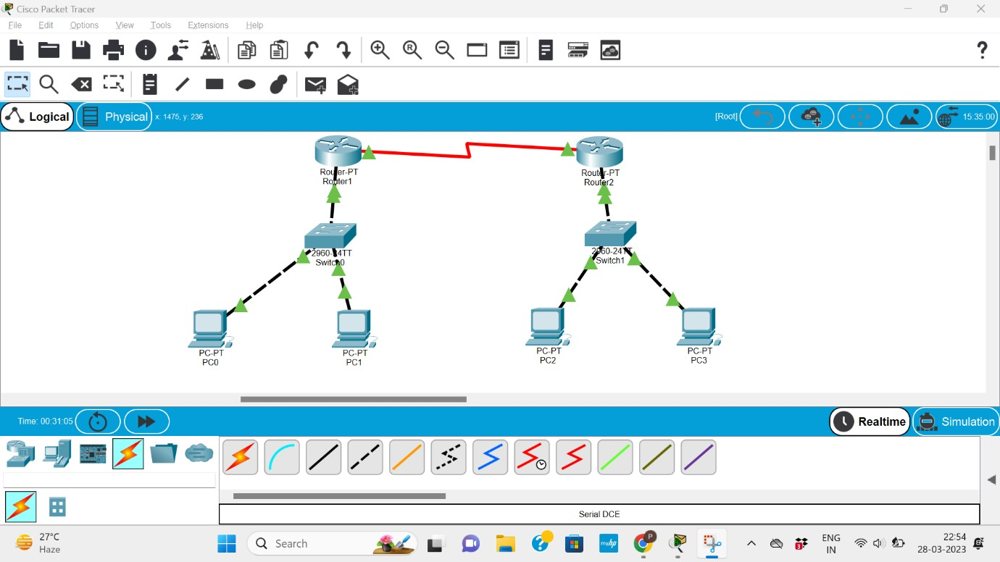 Cisco Packet Tracer
File Edit Options View Tools Extensions Help
Logical Physical x: 1475, y: 236 [Root] 15:35:00
Router-PT
Router1
Router-PT
Router2
2960-24TT
Switch0
2960-24TT
Switch1
PC-PT
PC0
PC-PT
PC1
PC-PT
PC2
PC-PT
PC3
Time: 00:31:05 Realtime Simulation
Serial DCE
27°C
Haze
Search
ENG
IN
22:54
28-03-2023